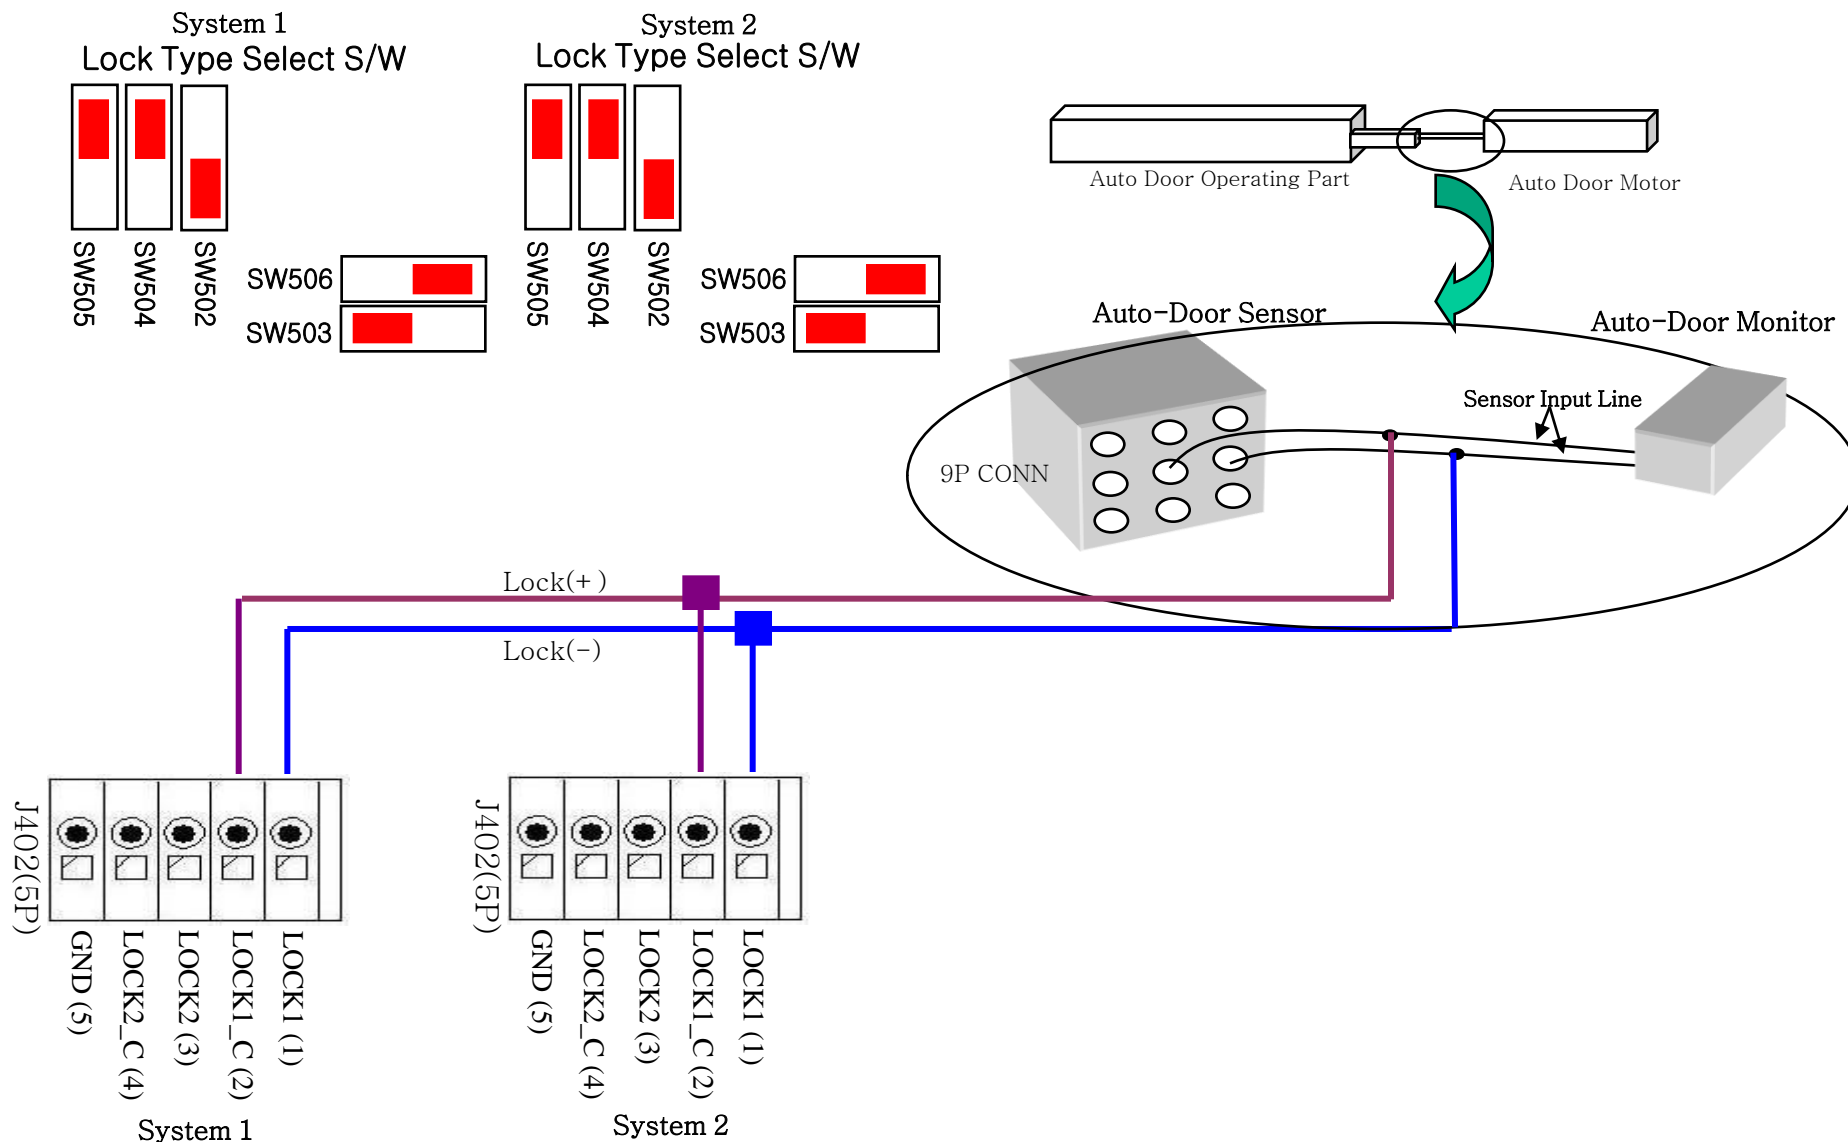 System 1
Lock Type Select S/W
SW505
SW504
SW502
SW506
SW503
System 2
Lock Type Select S/W
SW505
SW504
SW502
SW506
SW503
Auto Door Operating Part
Auto Door Motor
Auto-Door Sensor
Auto-Door Monitor
Sensor Input Line
9P CONN
Lock(+)
Lock(-)
J402(5P)
GND (5)
LOCK2_C (4)
LOCK2 (3)
LOCK1_C (2)
LOCK1 (1)
System 1
J402(5P)
GND (5)
LOCK2_C (4)
LOCK2 (3)
LOCK1_C (2)
LOCK1 (1)
System 2